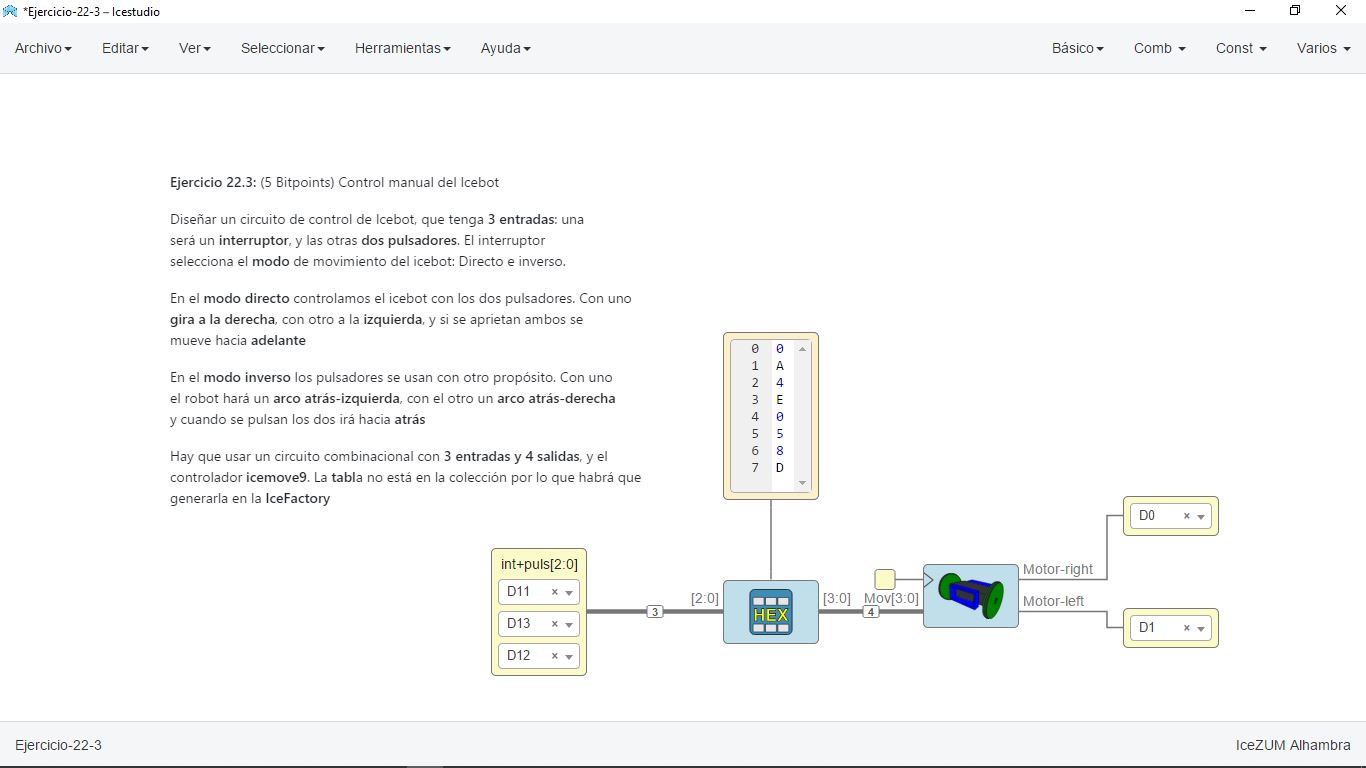 *Ejercicio-22-3 – Icestudio
Archivo Editar Ver Seleccionar Herramientas Ayuda Básico Comb Const Varios
Ejercicio 22.3: (5 Bitpoints) Control manual del Icebot
Diseñar un circuito de control de Icebot, que tenga 3 entradas: una
será un interruptor, y las otras dos pulsadores. El interruptor
selecciona el modo de movimiento del icebot: Directo e inverso.
En el modo directo controlamos el icebot con los dos pulsadores. Con uno
gira a la derecha, con otro a la izquierda, y si se aprietan ambos se
mueve hacia adelante
En el modo inverso los pulsadores se usan con otro propósito. Con uno
el robot hará un arco atrás-izquierda, con el otro un arco atrás-derecha
y cuando se pulsan los dos irá hacia atrás
Hay que usar un circuito combinacional con 3 entradas y 4 salidas, y el
controlador icemove9. La tabla no está en la colección por lo que habrá que
generarla en la IceFactory
0 0
1 A
2 4
3 E
4 0
5 5
6 8
7 D
int+puls[2:0]
D11 ×
D13 ×
D12 ×
3
[2:0]
HEX
[3:0]
Mov[3:0]
4
Motor-right
Motor-left
D0 ×
D1 ×
Ejercicio-22-3
IceZUM Alhambra